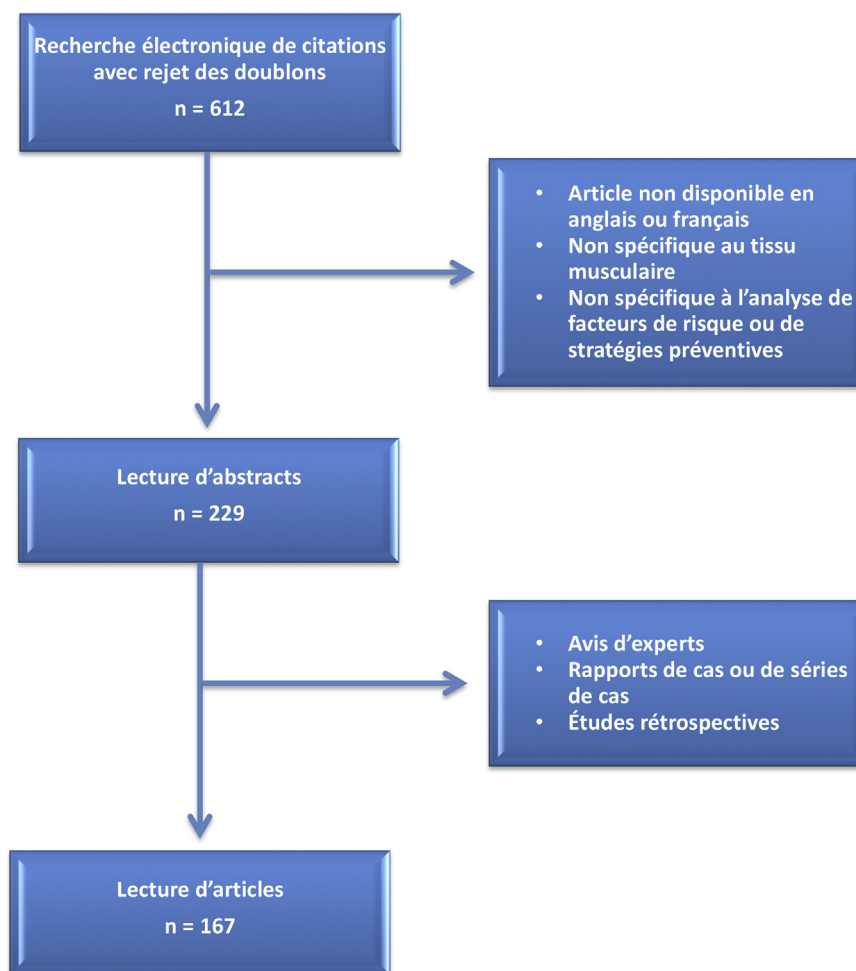 Recherche électronique de citations
avec rejet des doublons
n = 612
• Article non disponible en
anglais ou français
• Non spécifique au tissu
musculaire
• Non spécifique à l’analyse de
facteurs de risque ou de
stratégies préventives
Lecture d’abstracts
n = 229
• Avis d’experts
• Rapports de cas ou de séries
de cas
• Études rétrospectives
Lecture d’articles
n = 167